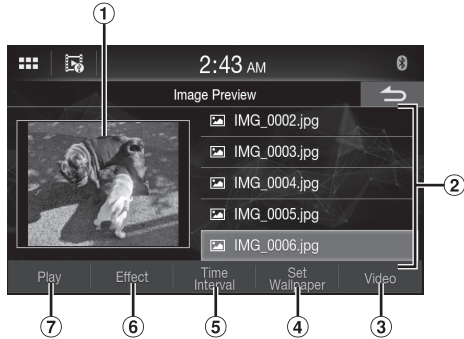 ①
2:43 AM
Image Preview
IMG_0002.jpg
IMG_0003.jpg
IMG_0004.jpg
IMG_0005.jpg
IMG_0006.jpg
②
Play
Effect
Time
Interval
Set
Wallpaper
Video
⑦
⑥
⑤
④
③